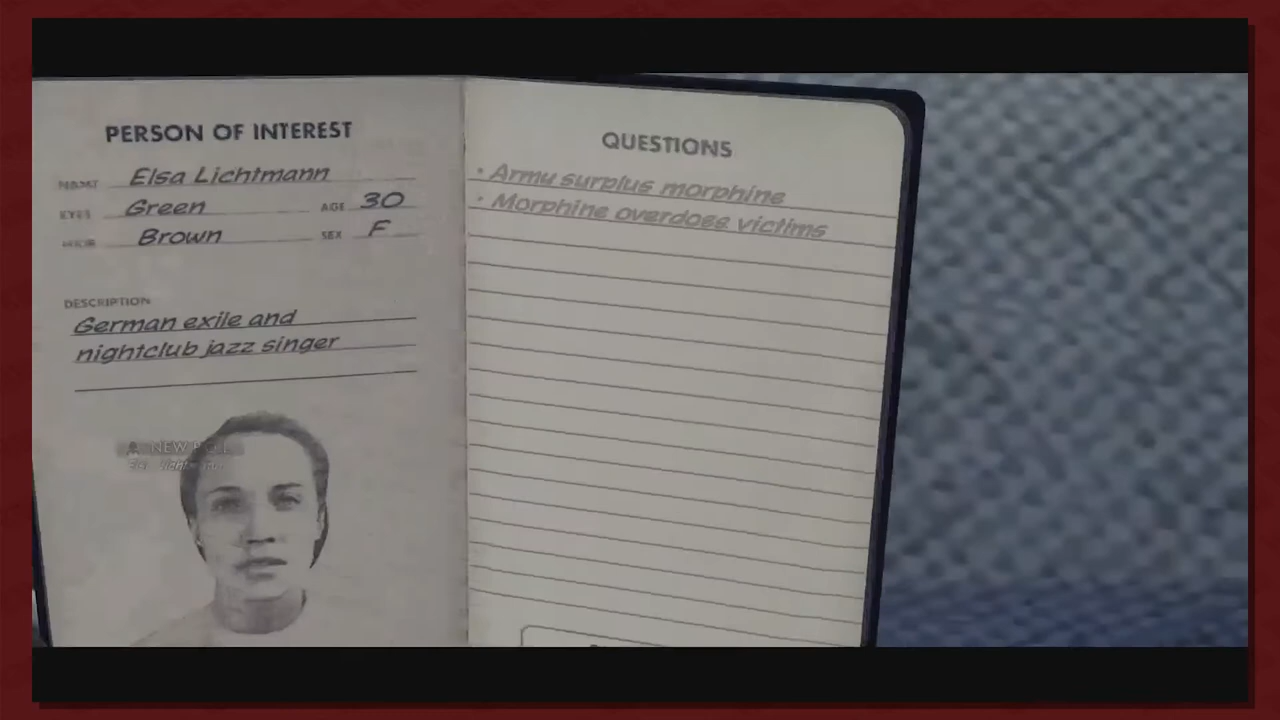 PERSON OF INTEREST
NAME Elsa Lichtmann
EYES Green AGE 30
HAIR Brown SEX F
DESCRIPTION
German exile and
nightclub jazz singer
NEW
QUESTIONS
• Army surplus morphine
• Morphine overdose victims